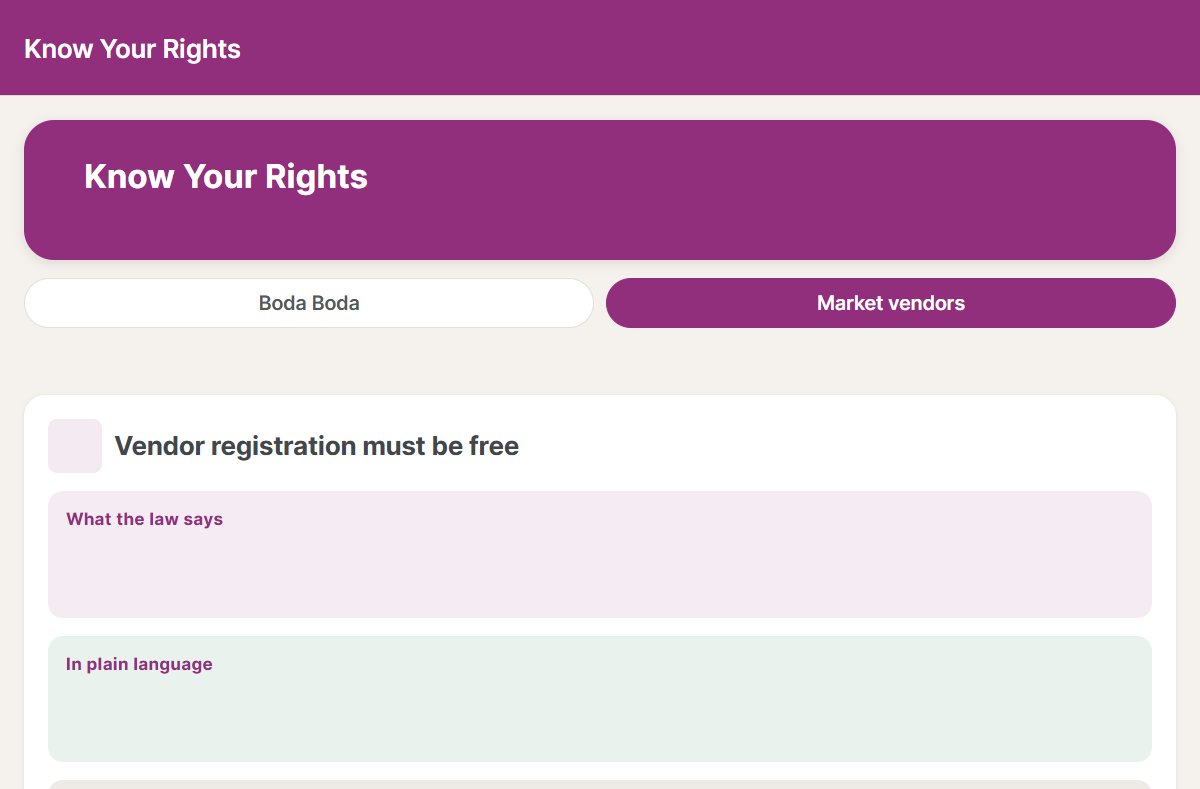 Know Your Rights
Know Your Rights
Boda Boda
Market vendors
Vendor registration must be free
What the law says
In plain language